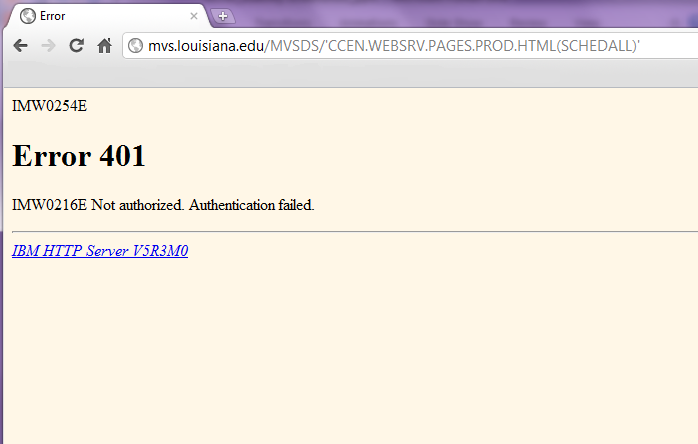 Error
mvs.louisiana.edu/MVSDS/'CCEN.WEBSRV.PAGES.PROD.HTML(SCHEDALL)'
IMW0254E
Error 401
IMW0216E Not authorized. Authentication failed.
IBM HTTP Server V5R3M0